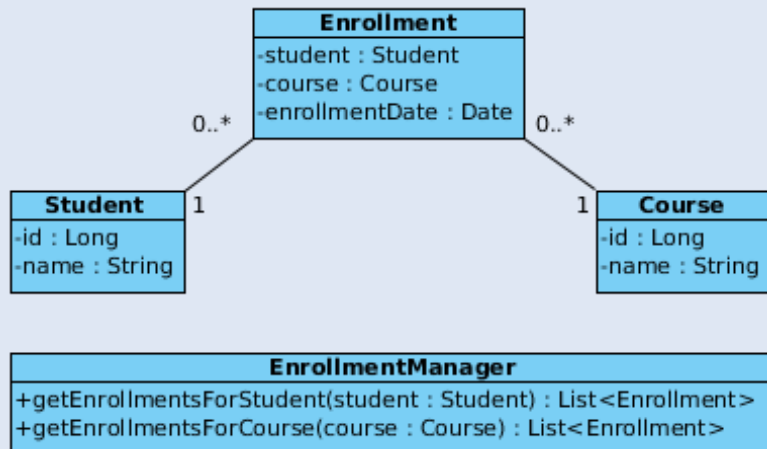 Enrollment
-student : Student
-course : Course
-enrollmentDate : Date
0..*
0..*
Student
1
1
Course
-id : Long
-name : String
-id : Long
-name : String
EnrollmentManager
+getEnrollmentsForStudent(student : Student) : List<Enrollment>
+getEnrollmentsForCourse(course : Course) : List<Enrollment>